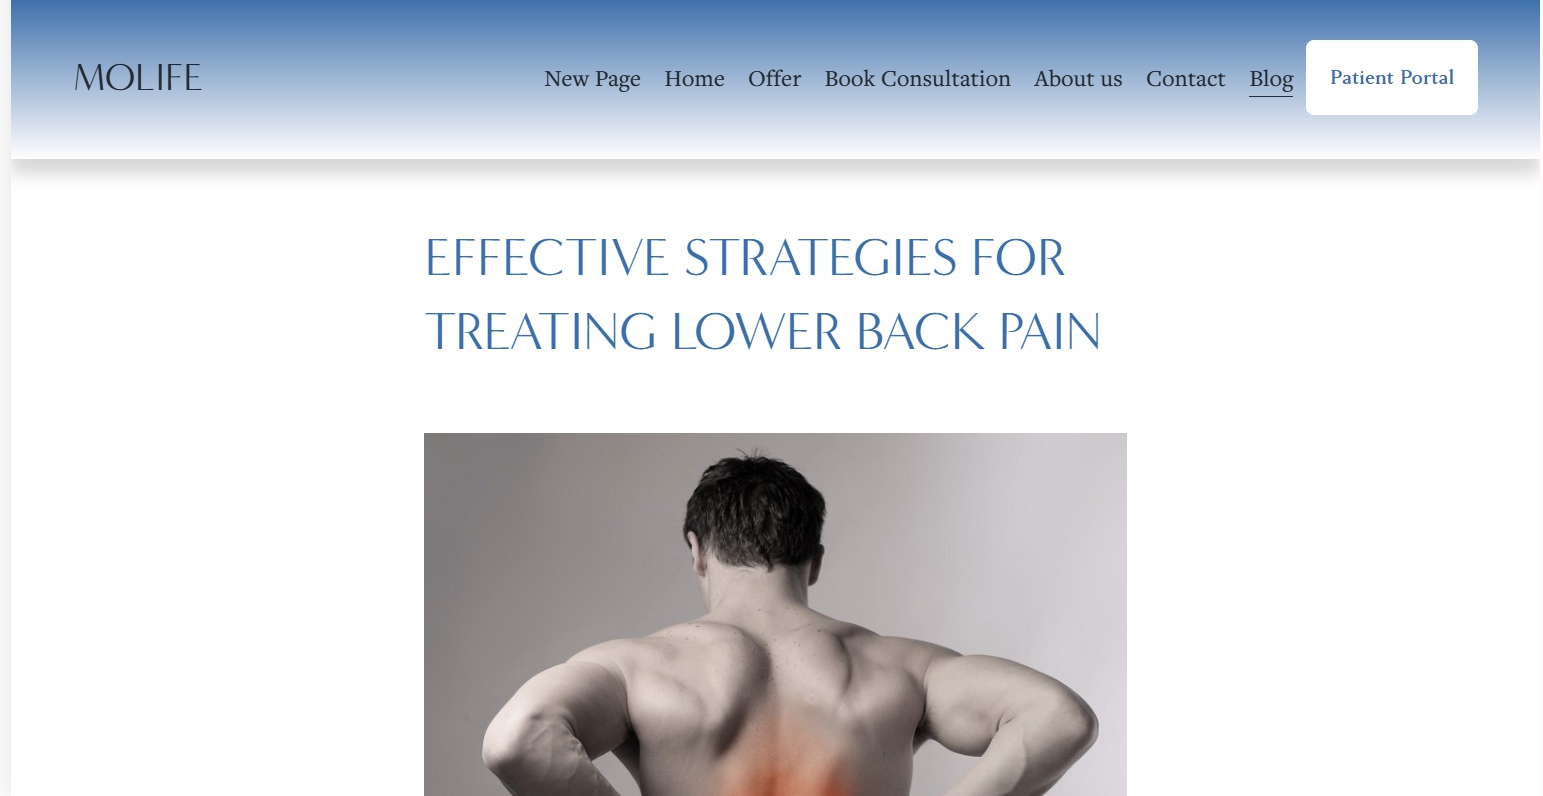 MOLIFE
New Page Home Offer Book Consultation About us Contact Blog Patient Portal
EFFECTIVE STRATEGIES FOR
TREATING LOWER BACK PAIN